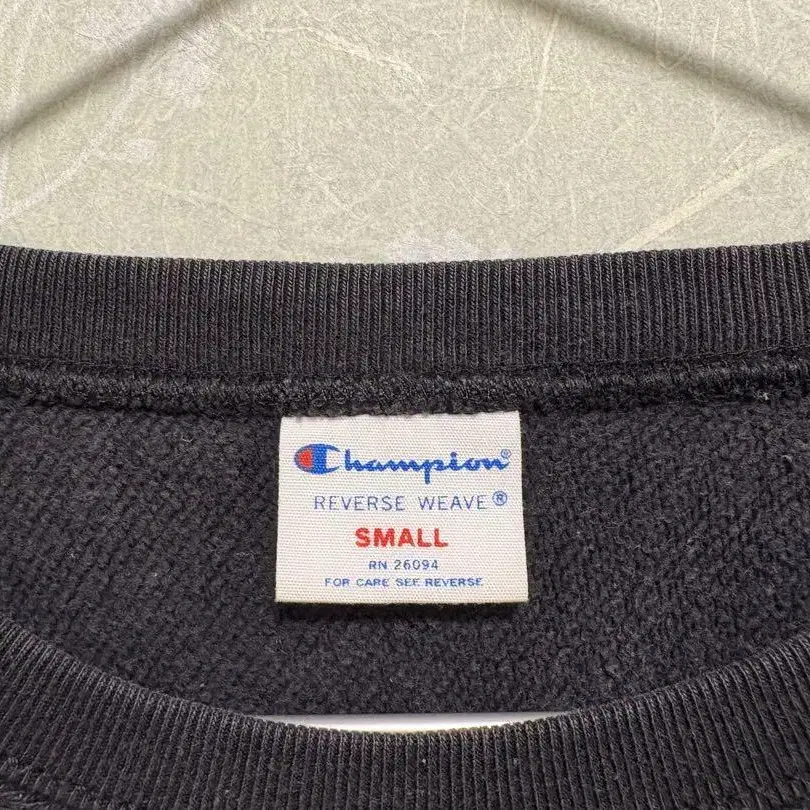 Champion®
REVERSE WEAVE®
SMALL
RN 26094
FOR CARE SEE REVERSE